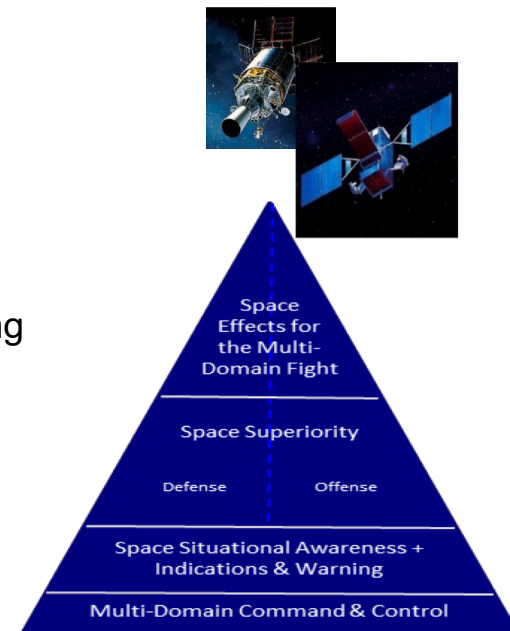 ng
Space
Effects for
the Multi-
Domain Fight
Space Superiority
Defense Offense
Space Situational Awareness +
Indications & Warning
Multi-Domain Command & Control